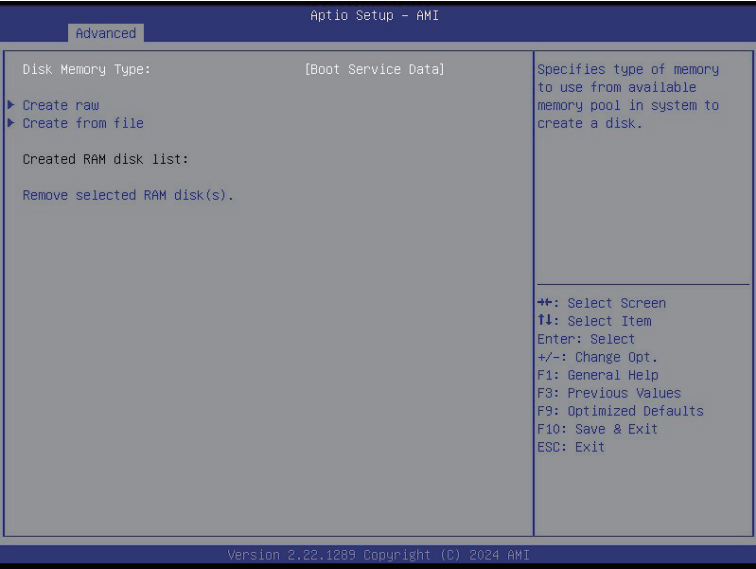 Aptio Setup – AMI
Advanced
Disk Memory Type: [Boot Service Data]
Create raw
Create from file
Created RAM disk list:
Remove selected RAM disk(s).
Specifies type of memory
to use from available
memory pool in system to
create a disk.
→←: Select Screen
↑↓: Select Item
Enter: Select
+/-: Change Opt.
F1: General Help
F3: Previous Values
F9: Optimized Defaults
F10: Save & Exit
ESC: Exit
Version 2.22.1289 Copyright (C) 2024 AMI